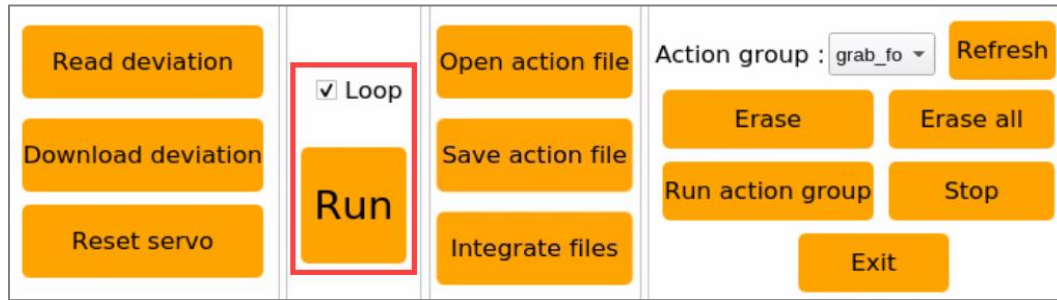 Read deviation
Download deviation
Reset servo
Loop
Run
Open action file
Save action file
Integrate files
Action group : grab_fo Refresh
Erase Erase all
Run action group Stop
Exit